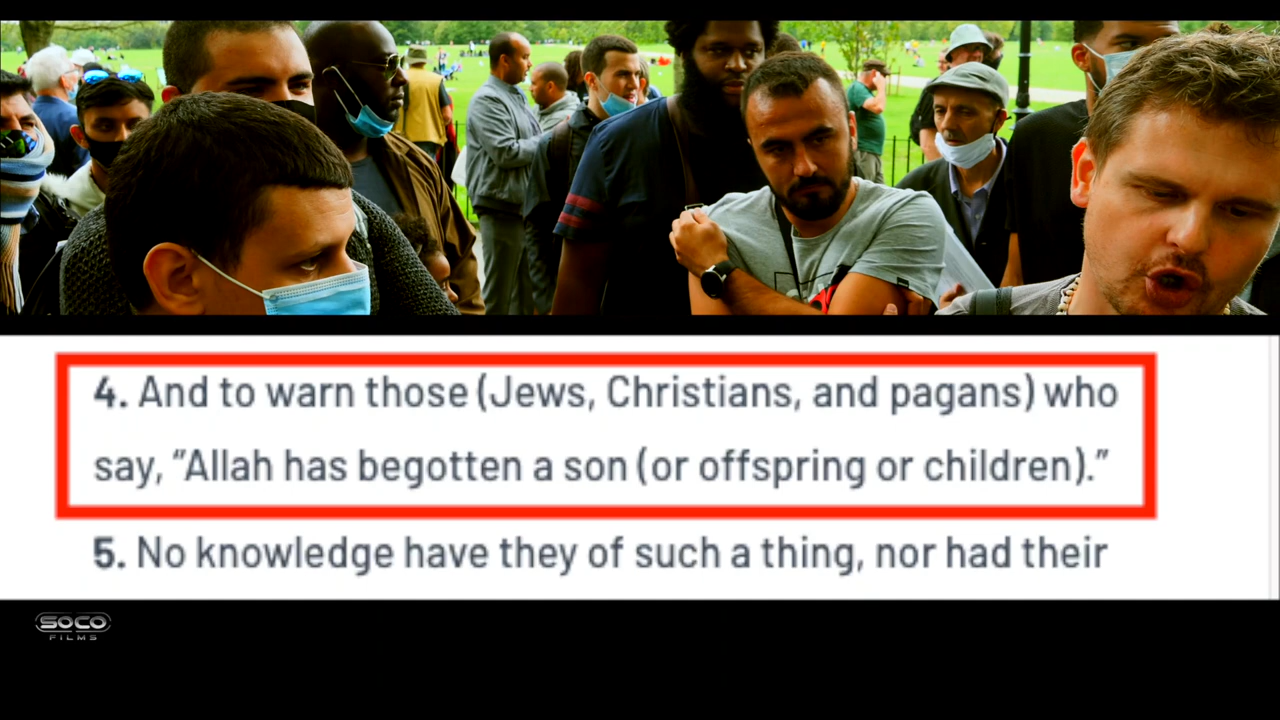 4. And to warn those (Jews, Christians, and pagans) who
say, “Allah has begotten a son (or offspring or children).”
5. No knowledge have they of such a thing, nor had their
SOCO
FILMS